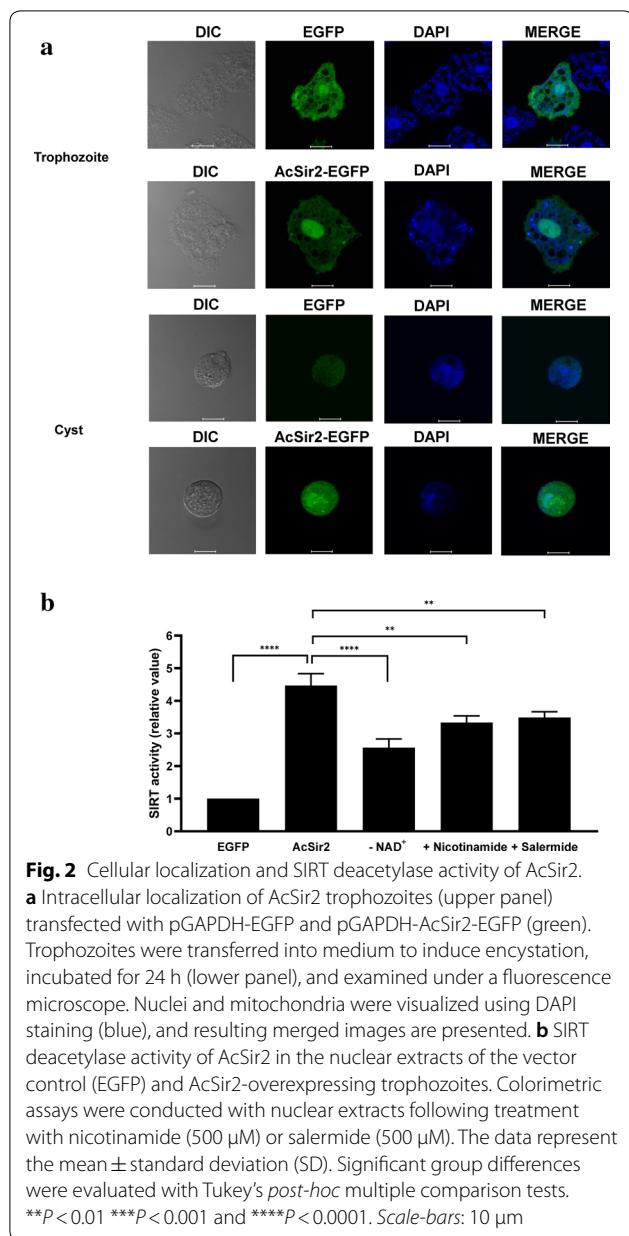 a
DIC EGFP DAPI MERGE
Trophozoite
DIC AcSir2-EGFP DAPI MERGE
DIC EGFP DAPI MERGE
Cyst
DIC AcSir2-EGFP DAPI MERGE
b
**
**
**** ****
SIRT activity (relative value)
6
5
4
3
2
1
0
EGFP AcSir2 - NAD⁺ + Nicotinamide + Salermide
Fig. 2 Cellular localization and SIRT deacetylase activity of AcSir2.
a Intracellular localization of AcSir2 trophozoites (upper panel)
transfected with pGAPDH-EGFP and pGAPDH-AcSir2-EGFP (green).
Trophozoites were transferred into medium to induce encystation,
incubated for 24 h (lower panel), and examined under a fluorescence
microscope. Nuclei and mitochondria were visualized using DAPI
staining (blue), and resulting merged images are presented. b SIRT
deacetylase activity of AcSir2 in the nuclear extracts of the vector
control (EGFP) and AcSir2-overexpressing trophozoites. Colorimetric
assays were conducted with nuclear extracts following treatment
with nicotinamide (500 µM) or salermide (500 µM). The data represent
the mean ± standard deviation (SD). Significant group differences
were evaluated with Tukey's post-hoc multiple comparison tests.
**P < 0.01 ***P < 0.001 and ****P < 0.0001. Scale-bars: 10 µm